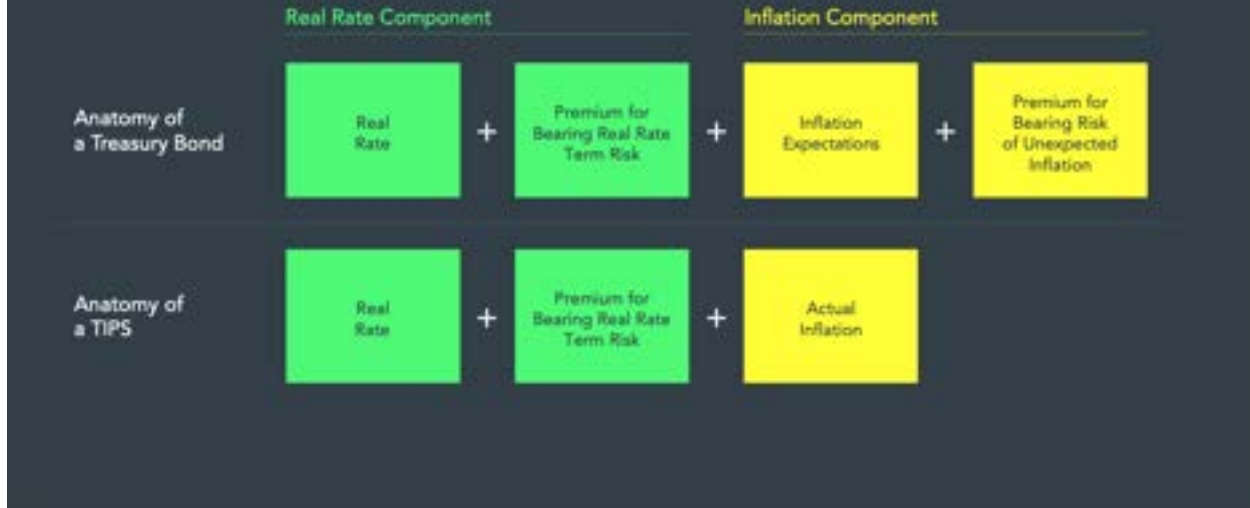 Real Rate Component
Inflation Component
Anatomy of
a Treasury Bond
Real
Rate
+
Premium for
Bearing Real Rate
Term Risk
+
Inflation
Expectations
+
Premium for
Bearing Risk
of Unexpected
Inflation
Anatomy of
a TIPS
Real
Rate
+
Premium for
Bearing Real Rate
Term Risk
+
Actual
Inflation